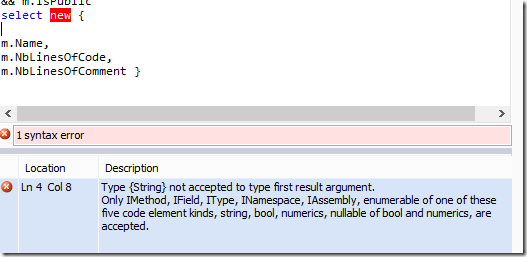 && m.IsPublic
select new {
m.Name,
m.NbLinesOfCode,
m.NbLinesOfComment }
1 syntax error
Location Description
Ln 4 Col 8 Type {String} not accepted to type first result argument.
Only IMethod, IField, IType, INamespace, IAssembly, enumerable of one of these
five code element kinds, string, bool, numerics, nullable of bool and numerics, are
accepted.